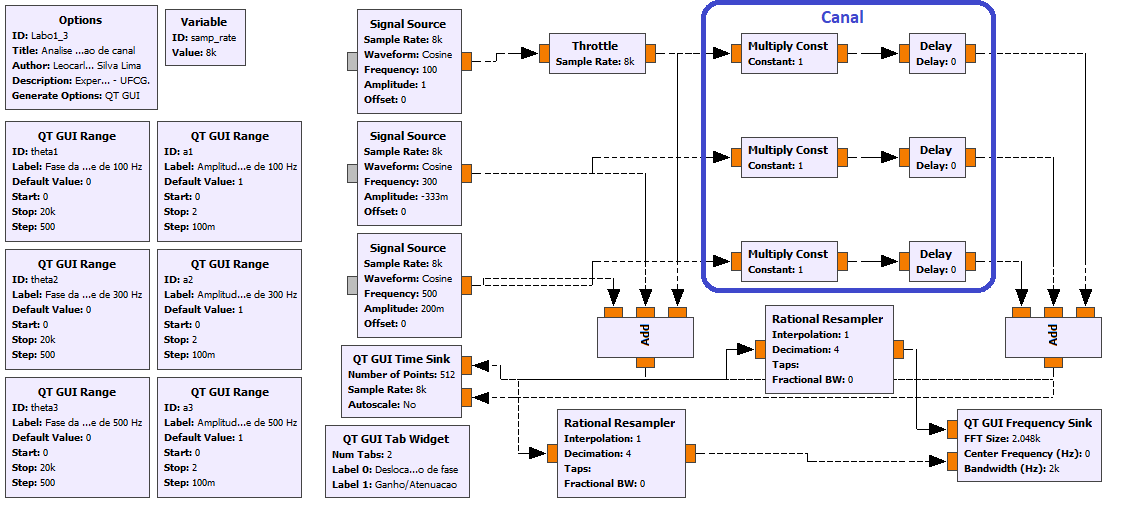 Options
ID: Labo1_3
Title: Analise ...ao de canal
Author: Leocarl... Silva Lima
Description: Exper... - UFCG.
Generate Options: QT GUI
Variable
ID: samp_rate
Value: 8k
QT GUI Range
ID: theta1
Label: Fase da ...e de 100 Hz
Default Value: 0
Start: 0
Stop: 20k
Step: 500
QT GUI Range
ID: a1
Label: Amplitud...e de 100 Hz
Default Value: 1
Start: 0
Stop: 2
Step: 100m
QT GUI Range
ID: theta2
Label: Fase da ...e de 300 Hz
Default Value: 0
Start: 0
Stop: 20k
Step: 500
QT GUI Range
ID: a2
Label: Amplitud...e de 300 Hz
Default Value: 1
Start: 0
Stop: 2
Step: 100m
QT GUI Range
ID: theta3
Label: Fase da ...e de 500 Hz
Default Value: 0
Start: 0
Stop: 20k
Step: 500
QT GUI Range
ID: a3
Label: Amplitud...e de 500 Hz
Default Value: 1
Start: 0
Stop: 2
Step: 100m
Signal Source
Sample Rate: 8k
Waveform: Cosine
Frequency: 100
Amplitude: 1
Offset: 0
Signal Source
Sample Rate: 8k
Waveform: Cosine
Frequency: 300
Amplitude: -333m
Offset: 0
Signal Source
Sample Rate: 8k
Waveform: Cosine
Frequency: 500
Amplitude: 200m
Offset: 0
Throttle
Sample Rate: 8k
Canal
Multiply Const
Constant: 1
Delay
Delay: 0
Multiply Const
Constant: 1
Delay
Delay: 0
Multiply Const
Constant: 1
Delay
Delay: 0
Add
Add
Rational Resampler
Interpolation: 1
Decimation: 4
Taps:
Fractional BW: 0
QT GUI Time Sink
Number of Points: 512
Sample Rate: 8k
Autoscale: No
QT GUI Tab Widget
Num Tabs: 2
Label 0: Desloca...o de fase
Label 1: Ganho/Atenuacao
Rational Resampler
Interpolation: 1
Decimation: 4
Taps:
Fractional BW: 0
QT GUI Frequency Sink
FFT Size: 2.048k
Center Frequency (Hz): 0
Bandwidth (Hz): 2k